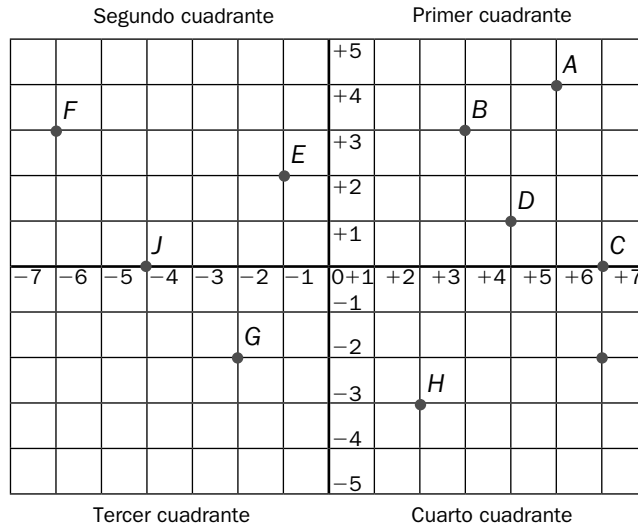 Segundo cuadrante Primer cuadrante
+5
A
+4
F B
+3
E
+2
D
+1
J C
−7 −6 −5 −4 −3 −2 −1 0 +1 +2 +3 +4 +5 +6 +7
−1
G
−2
H
−3
−4
−5
Tercer cuadrante Cuarto cuadrante